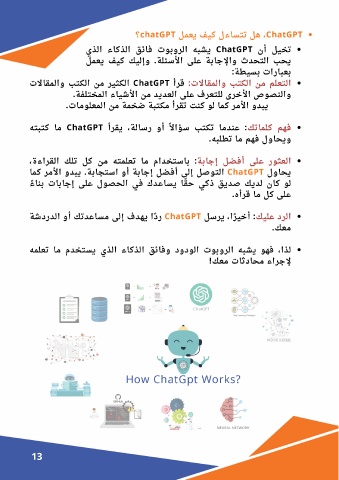 ChatGPT، هل تتساءل كيف يعمل chatGPT؟
تخيل أن ChatGPT يشبه الروبوت فائق الذكاء الذي
يحب التحدث والإجابة على الأسئلة. وإليك كيف يعمل
بعبارات بسيطة:
التعلم من الكتب والمقالات: قرأ ChatGPT الكثير من الكتب والمقالات
والنصوص الأخرى للتعرف على العديد من الأشياء المختلفة.
يبدو الأمر كما لو كنت تقرأ مكتبة ضخمة من المعلومات.
فهم كلماتك: عندما تكتب سؤالاً أو رسالة، يقرأ ChatGPT ما كتبته
ويحاول فهم ما تطلبه.
العثور على أفضل إجابة: باستخدام ما تعلمته من كل تلك القراءة،
يحاول ChatGPT التوصل إلى أفضل إجابة أو استجابة. يبدو الأمر كما
لو كان لديك صديق ذكي حقًا يساعدك في الحصول على إجابات بناءً
على كل ما قرأه.
الرد عليك: أخيرًا، يرسل ChatGPT ردًا يهدف إلى مساعدتك أو الدردشة
معك.
لذا، فهو يشبه الروبوت الودود وفائق الذكاء الذي يستخدم ما تعلمه
لإجراء محادثات معك!
CHATGPT
How ChatGpt Works?
NEURAL NETWORK
13